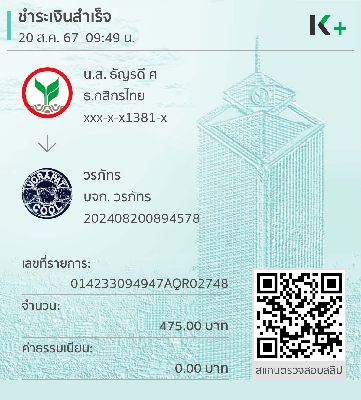 ชำระเงินสำเร็จ
20 ส.ค. 67 09:49 น.
K+
น.ส. ธัญรดี ศ
ธ.กสิกรไทย
xxx-x-x1381-x
COOL
วรภัทร
บจก. วรภัทร
202408200894578
เลขที่รายการ:
014233094947AQR02748
จำนวน:
475.00 บาท
ค่าธรรมเนียม:
0.00 บาท
สแกนตรวจสอบสลิป